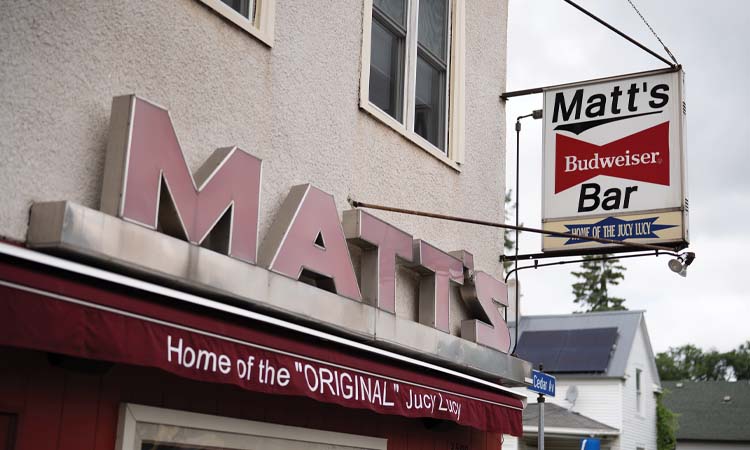 MATT'S
Home of the "ORIGINAL" Jucy Lucy
Matt's
Budweiser
Bar
HOME OF THE JUCY LUCY
Cedar Av